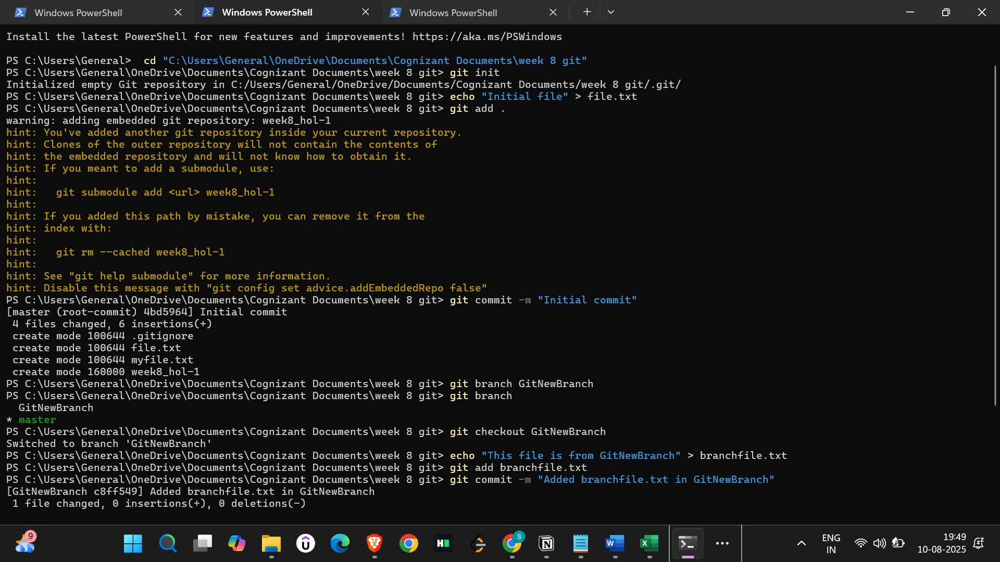 Windows PowerShell
Windows PowerShell
Windows PowerShell
Install the latest PowerShell for new features and improvements! https://aka.ms/PSWindows
PS C:\Users\General>  cd "C:\Users\General\OneDrive\Documents\Cognizant Documents\week 8 git"
PS C:\Users\General\OneDrive\Documents\Cognizant Documents\week 8 git> git init
Initialized empty Git repository in C:/Users/General/OneDrive/Documents/Cognizant Documents/week 8 git/.git/
PS C:\Users\General\OneDrive\Documents\Cognizant Documents\week 8 git> echo "Initial file" > file.txt
PS C:\Users\General\OneDrive\Documents\Cognizant Documents\week 8 git> git add .
warning: adding embedded git repository: week8_hol-1
hint: You've added another git repository inside your current repository.
hint: Clones of the outer repository will not contain the contents of
hint: the embedded repository and will not know how to obtain it.
hint: If you meant to add a submodule, use:
hint:
hint:   git submodule add <url> week8_hol-1
hint:
hint: If you added this path by mistake, you can remove it from the
hint: index with:
hint:
hint:   git rm --cached week8_hol-1
hint:
hint: See "git help submodule" for more information.
hint: Disable this message with "git config set advice.addEmbeddedRepo false"
PS C:\Users\General\OneDrive\Documents\Cognizant Documents\week 8 git> git commit -m "Initial commit"
[master (root-commit) 4bd5964] Initial commit
 4 files changed, 6 insertions(+)
 create mode 100644 .gitignore
 create mode 100644 file.txt
 create mode 100644 myfile.txt
 create mode 160000 week8_hol-1
PS C:\Users\General\OneDrive\Documents\Cognizant Documents\week 8 git> git branch GitNewBranch
PS C:\Users\General\OneDrive\Documents\Cognizant Documents\week 8 git> git branch
  GitNewBranch
* master
PS C:\Users\General\OneDrive\Documents\Cognizant Documents\week 8 git> git checkout GitNewBranch
Switched to branch 'GitNewBranch'
PS C:\Users\General\OneDrive\Documents\Cognizant Documents\week 8 git> echo "This file is from GitNewBranch" > branchfile.txt
PS C:\Users\General\OneDrive\Documents\Cognizant Documents\week 8 git> git add branchfile.txt
PS C:\Users\General\OneDrive\Documents\Cognizant Documents\week 8 git> git commit -m "Added branchfile.txt in GitNewBranch"
[GitNewBranch c8ff549] Added branchfile.txt in GitNewBranch
 1 file changed, 0 insertions(+), 0 deletions(-)
9
S
ENG
IN
19:49
10-08-2025